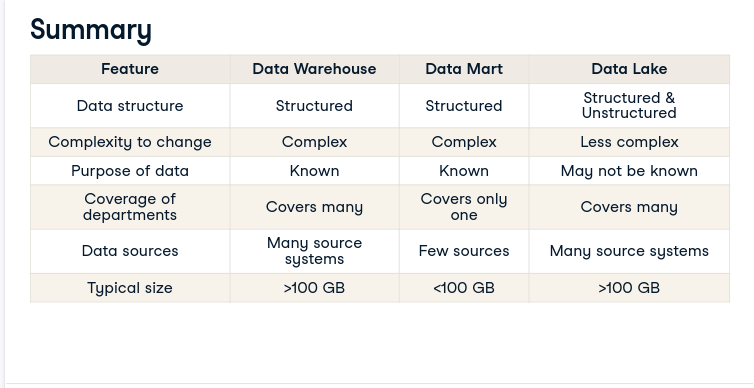 Summary
Feature Data Warehouse Data Mart Data Lake
Data structure Structured Structured Structured &
Unstructured
Complexity to change Complex Complex Less complex
Purpose of data Known Known May not be known
Coverage of
departments Covers many Covers only
one Covers many
Data sources Many source
systems Few sources Many source systems
Typical size >100 GB <100 GB >100 GB